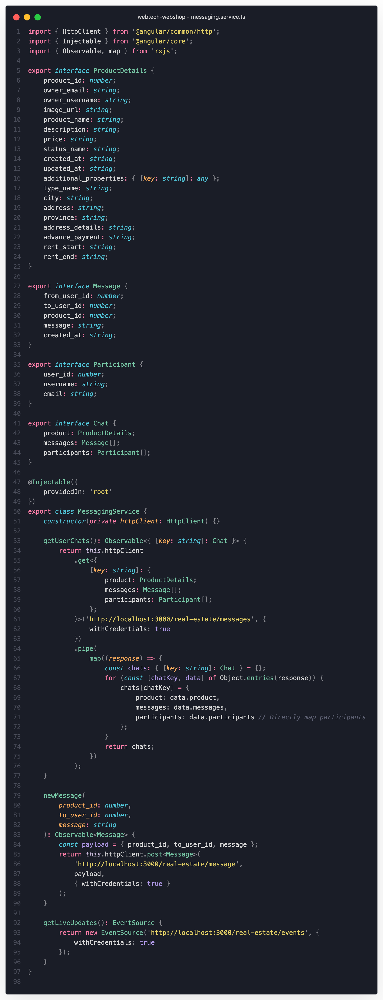 webtech-webshop - messaging.service.ts
1 import { HttpClient } from '@angular/common/http';
2 import { Injectable } from '@angular/core';
3 import { Observable, map } from 'rxjs';
4
5 export interface ProductDetails {
6     product_id: number;
7     owner_email: string;
8     owner_username: string;
9     image_url: string;
10     product_name: string;
11     description: string;
12     price: string;
13     status_name: string;
14     created_at: string;
15     updated_at: string;
16     additional_properties: { [key: string]: any };
17     type_name: string;
18     city: string;
19     address: string;
20     province: string;
21     address_details: string;
22     advance_payment: string;
23     rent_start: string;
24     rent_end: string;
25 }
26
27 export interface Message {
28     from_user_id: number;
29     to_user_id: number;
30     product_id: number;
31     message: string;
32     created_at: string;
33 }
34
35 export interface Participant {
36     user_id: number;
37     username: string;
38     email: string;
39 }
40
41 export interface Chat {
42     product: ProductDetails;
43     messages: Message[];
44     participants: Participant[];
45 }
46
47 @Injectable({
48     providedIn: 'root'
49 })
50 export class MessagingService {
51     constructor(private httpClient: HttpClient) {}
52
53     getUserChats(): Observable<{ [key: string]: Chat }> {
54         return this.httpClient
55             .get<{
56                 [key: string]: {
57                     product: ProductDetails;
58                     messages: Message[];
59                     participants: Participant[];
60                 };
61             }>('http://localhost:3000/real-estate/messages', {
62                 withCredentials: true
63             })
64             .pipe(
65                 map((response) => {
66                     const chats: { [key: string]: Chat } = {};
67                     for (const [chatKey, data] of Object.entries(response)) {
68                         chats[chatKey] = {
69                             product: data.product,
70                             messages: data.messages,
71                             participants: data.participants // Directly map participants
72                         };
73                     }
74                     return chats;
75                 })
76             );
77     }
78
79     newMessage(
80         product_id: number,
81         to_user_id: number,
82         message: string
83     ): Observable<Message> {
84         const payload = { product_id, to_user_id, message };
85         return this.httpClient.post<Message>(
86             'http://localhost:3000/real-estate/message',
87             payload,
88             { withCredentials: true }
89         );
90     }
91
92     getLiveUpdates(): EventSource {
93         return new EventSource('http://localhost:3000/real-estate/events', {
94             withCredentials: true
95         });
96     }
97 }
98